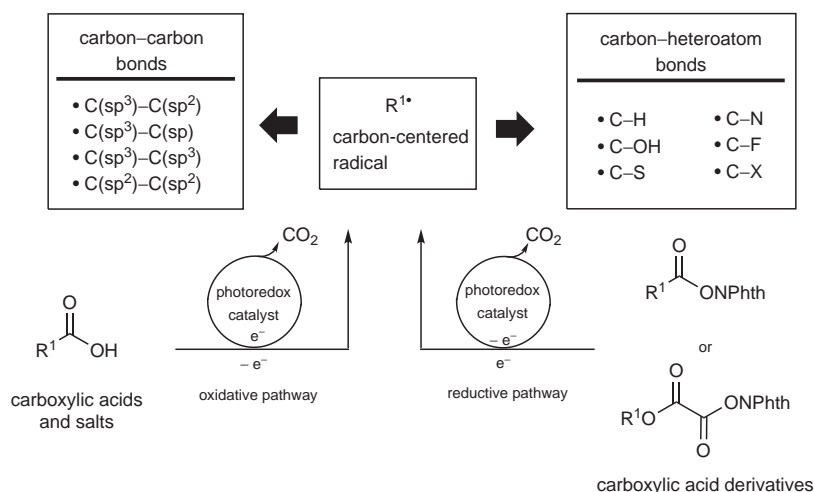 carbon–carbon
bonds
• C(sp³)–C(sp²)
• C(sp³)–C(sp)
• C(sp³)–C(sp³)
• C(sp²)–C(sp²)
R¹•
carbon-centered
radical
carbon–heteroatom
bonds
• C–H
• C–N
• C–OH
• C–F
• C–S
• C–X
CO₂
photoredox
catalyst
e⁻
– e⁻
oxidative pathway
CO₂
photoredox
catalyst
– e⁻
e⁻
reductive pathway
O
R¹
OH
carboxylic acids
and salts
O
R¹
ONPhth
or
O
R¹O
ONPhth
O
carboxylic acid derivatives